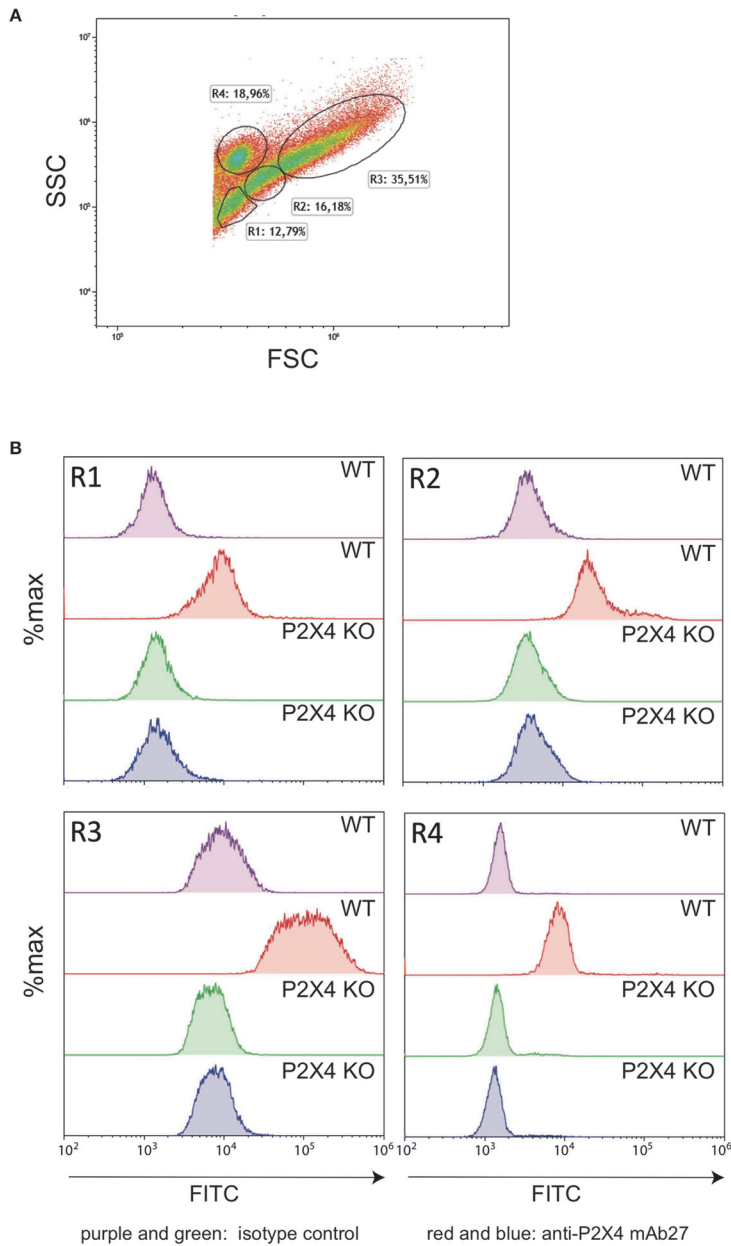 A
10⁷
10⁶
10⁵
10⁴
SSC
R4: 18,96%
R3: 35,51%
R2: 16,18%
R1: 12,79%
10⁵
10⁶
FSC
B
R1
WT
WT
P2X4 KO
P2X4 KO
%max
R2
WT
WT
P2X4 KO
P2X4 KO
R3
WT
WT
P2X4 KO
P2X4 KO
%max
R4
WT
WT
P2X4 KO
P2X4 KO
10² 10³ 10⁴ 10⁵ 10⁶
10² 10³ 10⁴ 10⁵ 10⁶
FITC
FITC
purple and green: isotype control
red and blue: anti-P2X4 mAb27